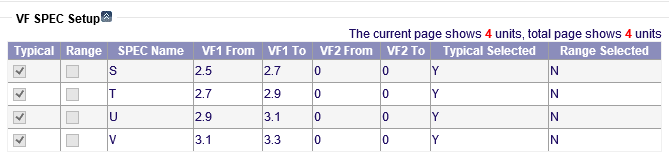 VF SPEC Setup
The current page shows 4 units, total page shows 4 units
Typical Range SPEC Name VF1 From VF1 To VF2 From VF2 To Typical Selected Range Selected
S 2.5 2.7 0 0 Y N
T 2.7 2.9 0 0 Y N
U 2.9 3.1 0 0 Y N
V 3.1 3.3 0 0 Y N